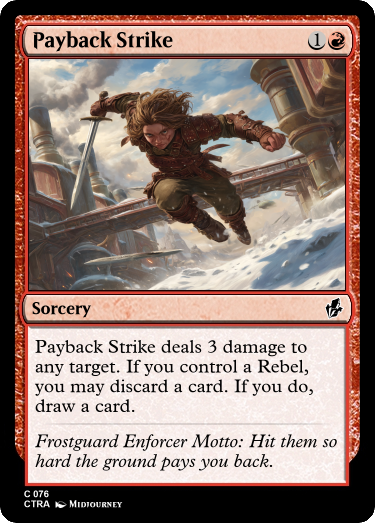 Payback Strike 1
Sorcery
Payback Strike deals 3 damage to
any target. If you control a Rebel,
you may discard a card. If you do,
draw a card.
Frostguard Enforcer Motto: Hit them so
hard the ground pays you back.
C 076
CTRA Midjourney